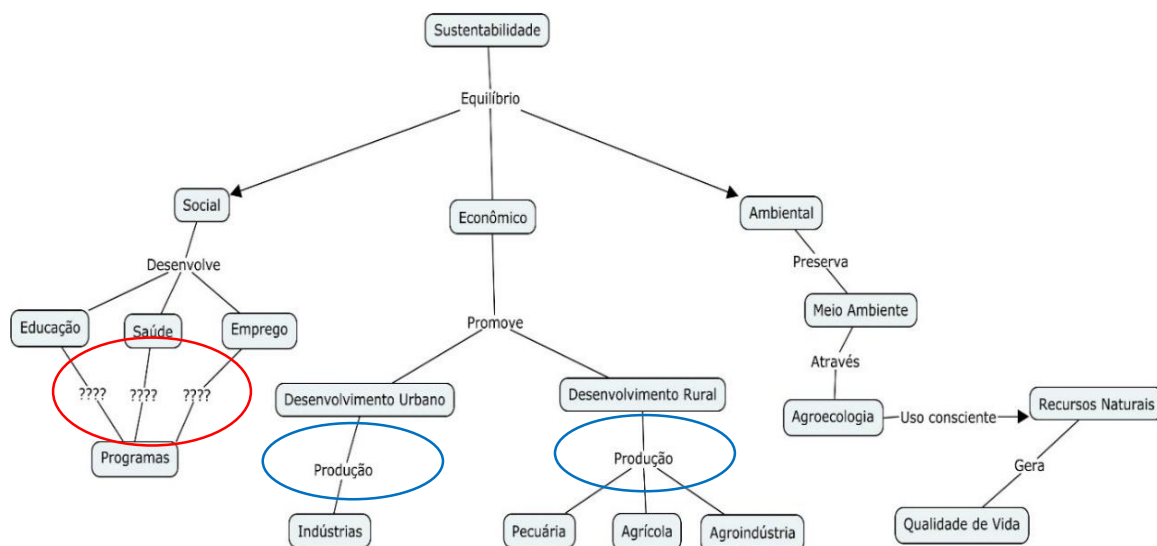 Sustentabilidade
Equilíbrio
Social
Econômico
Ambiental
Desenvolve
Preserva
Educação
Saúde
Emprego
Promove
Meio Ambiente
Através
????
????
????
Desenvolvimento Urbano
Desenvolvimento Rural
Agroecologia
Uso consciente
Recursos Naturais
Programas
Produção
Produção
Gera
Indústrias
Pecuária
Agrícola
Agroindústria
Qualidade de Vida